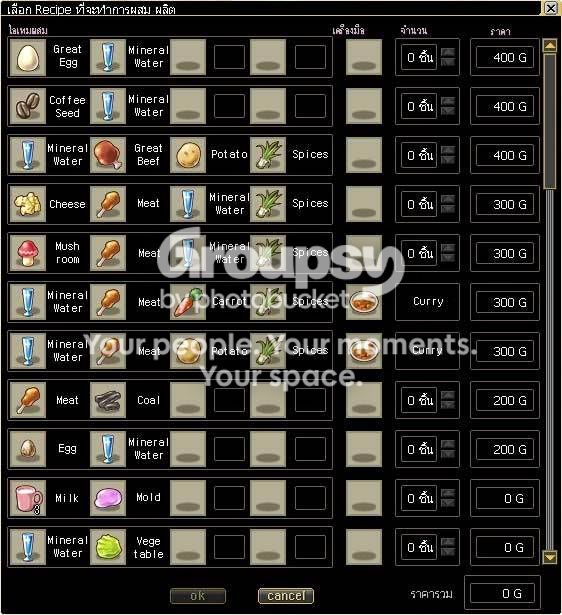 เลือก Recipe ที่จะทำการผสม ผลิต
ไอเทมผสม เครื่องมือ จำนวน ราคา
Great Egg Mineral Water 0 ชิ้น 400 G
Coffee Seed Mineral Water 0 ชิ้น 400 G
Mineral Water Great Beef Potato Spices 0 ชิ้น 400 G
Cheese Meat Mineral Water Spices 0 ชิ้น 300 G
Mush room Meat Mineral Water Spices 0 ชิ้น 300 G
Groupsy
by photobucket
Mineral Water Meat Carrot Spices Curry 300 G
Mineral Water Meat Potato Spices Curry 300 G
Your people. Your moments.
Your space.
Meat Coal 0 ชิ้น 200 G
Egg Mineral Water 0 ชิ้น 200 G
3 Milk Mold 0 ชิ้น 0 G
Mineral Water Vege table 0 ชิ้น 0 G
ok cancel ราคารวม 0 G